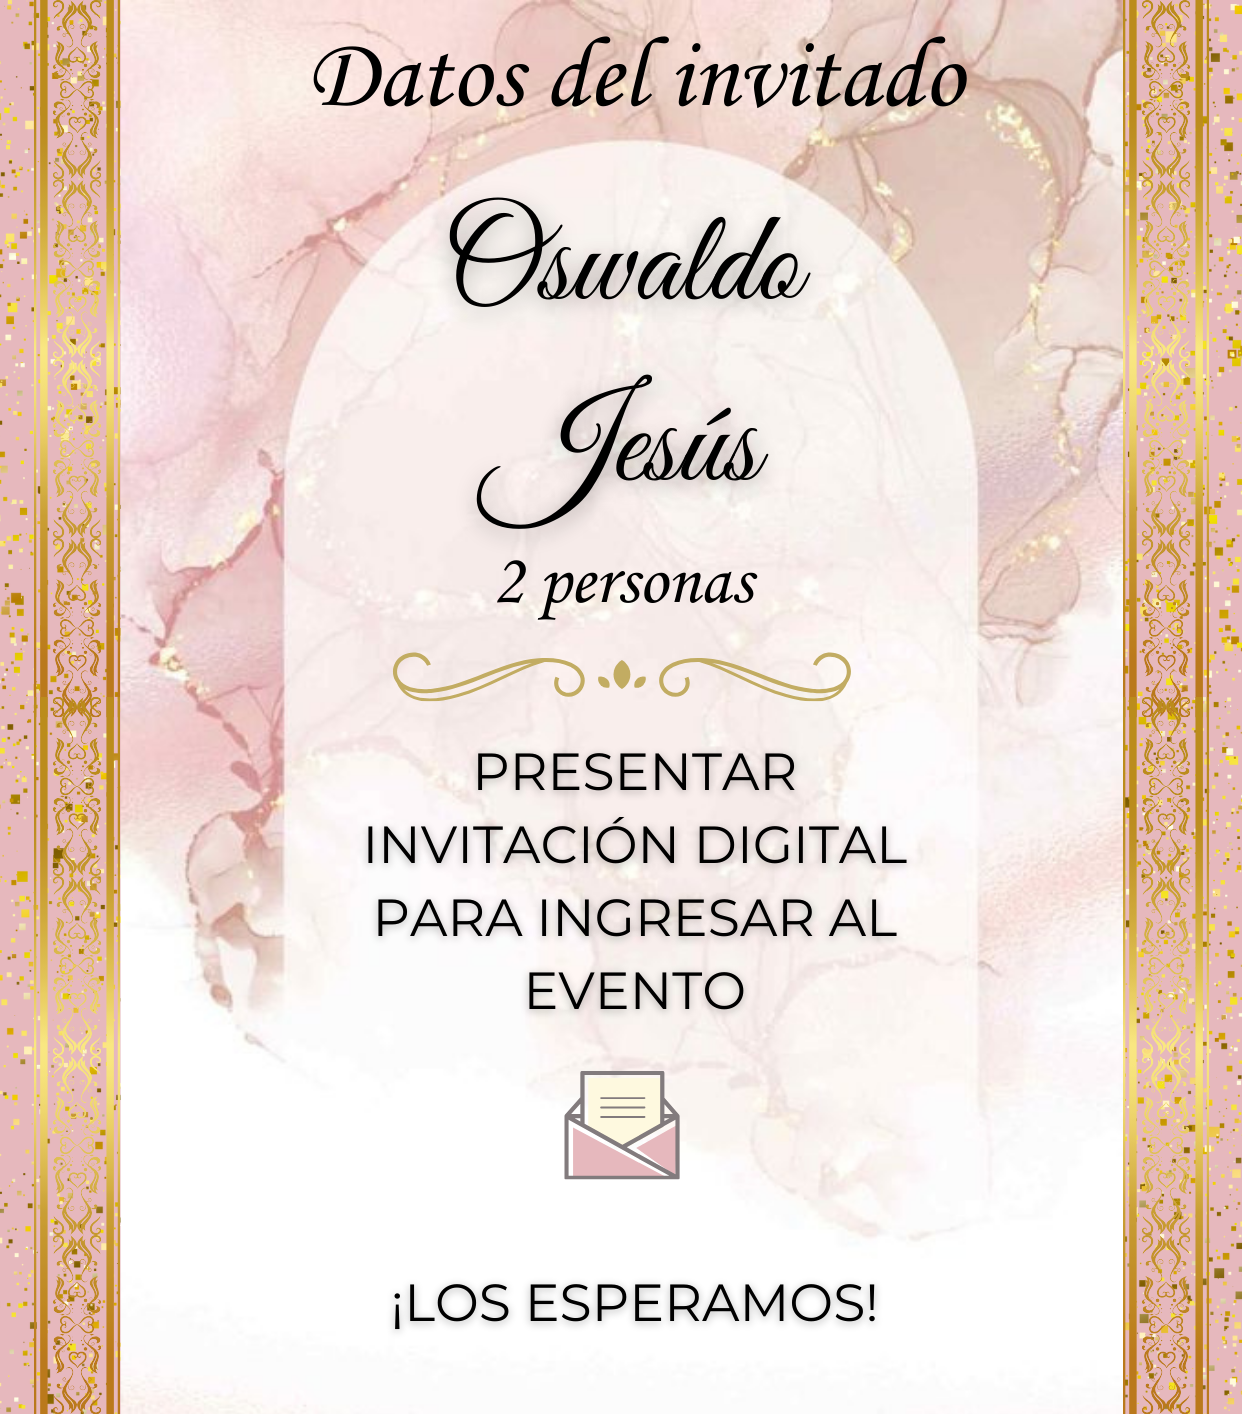 Datos del invitado
Oswaldo
Jesús
2 personas
PRESENTAR
INVITACIÓN DIGITAL
PARA INGRESAR AL
EVENTO
¡LOS ESPERAMOS!